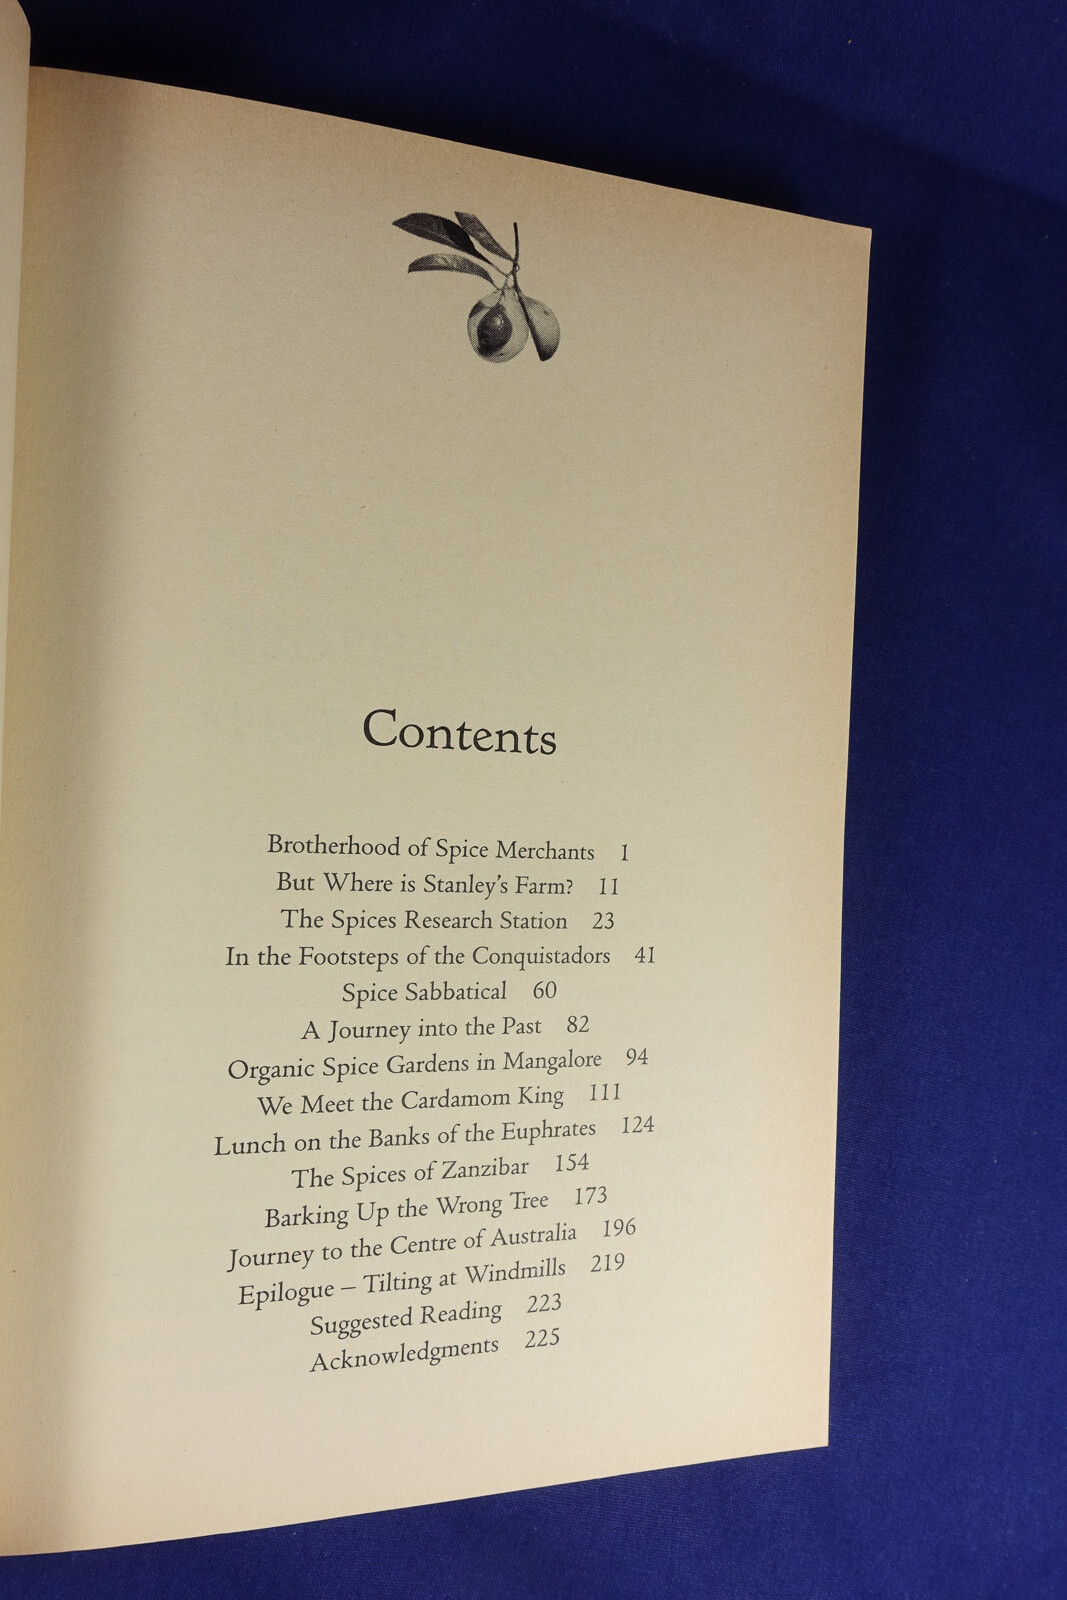 Contents
Brotherhood of Spice Merchants 1
But Where is Stanley's Farm? 11
The Spices Research Station 23
In the Footsteps of the Conquistadors 41
Spice Sabbatical 60
A Journey into the Past 82
Organic Spice Gardens in Mangalore 94
We Meet the Cardamom King 111
Lunch on the Banks of the Euphrates 124
The Spices of Zanzibar 154
Barking Up the Wrong Tree 173
Journey to the Centre of Australia 196
Epilogue – Tilting at Windmills 219
Suggested Reading 223
Acknowledgments 225